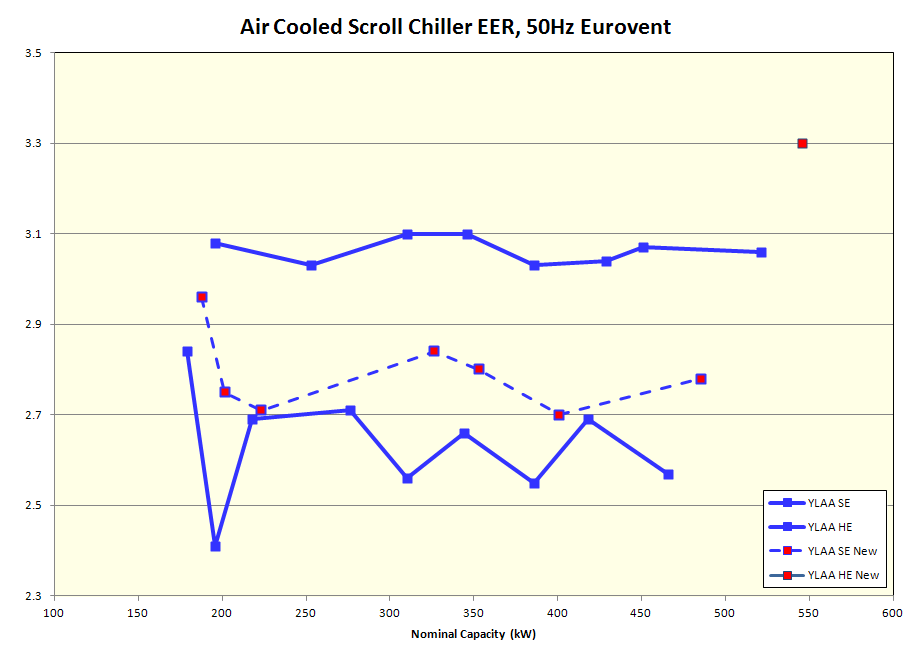 Air Cooled Scroll Chiller EER, 50Hz Eurovent
3.5
3.3
3.1
2.9
2.7
2.5
2.3
YLAA SE
YLAA HE
YLAA SE New
YLAA HE New
100 150 200 250 300 350 400 450 500 550 600
Nominal Capacity (kW)